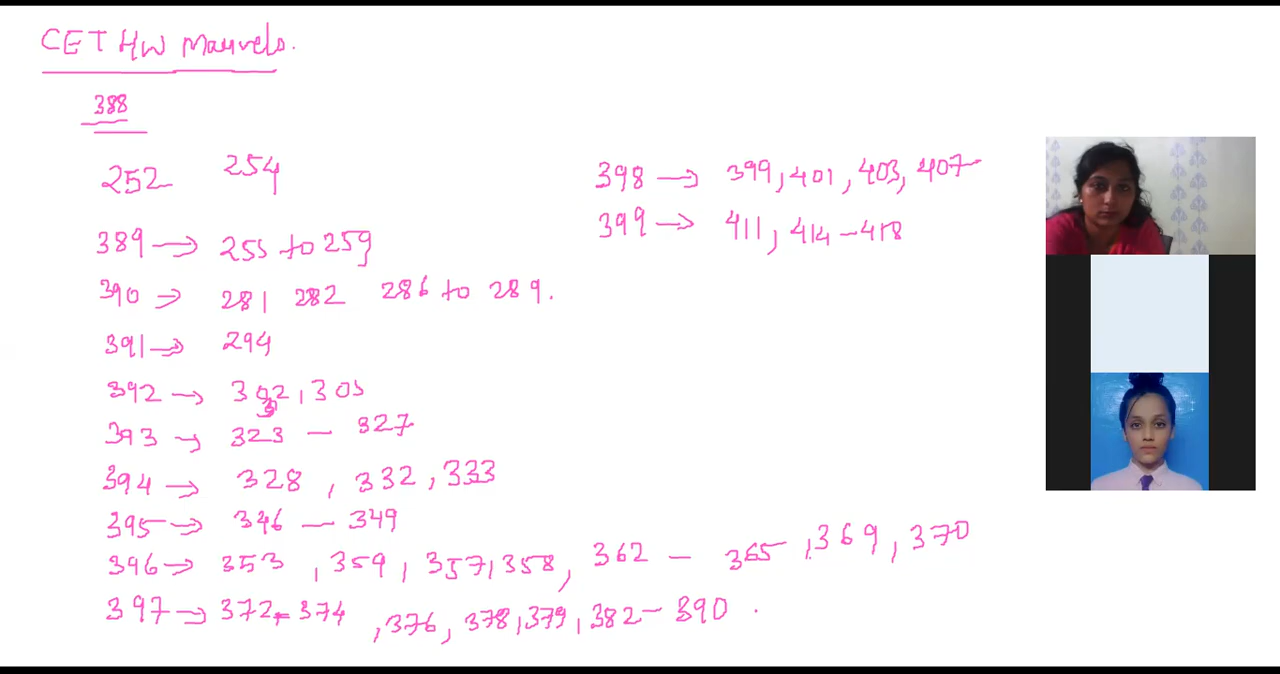 CET HW Marvels.
388
252 254
389 → 255 to 259
390 → 281 282 286 to 289.
391 → 294
392 → 302, 305
393 → 323 - 327
394 → 328, 332, 333
395 → 346 - 349
396 → 353, 359, 357, 358, 362 - 365, 369, 370
397 → 372 - 374, 376, 378, 379, 382 - 390.
398 → 399, 401, 403, 407
399 → 411, 414 - 418